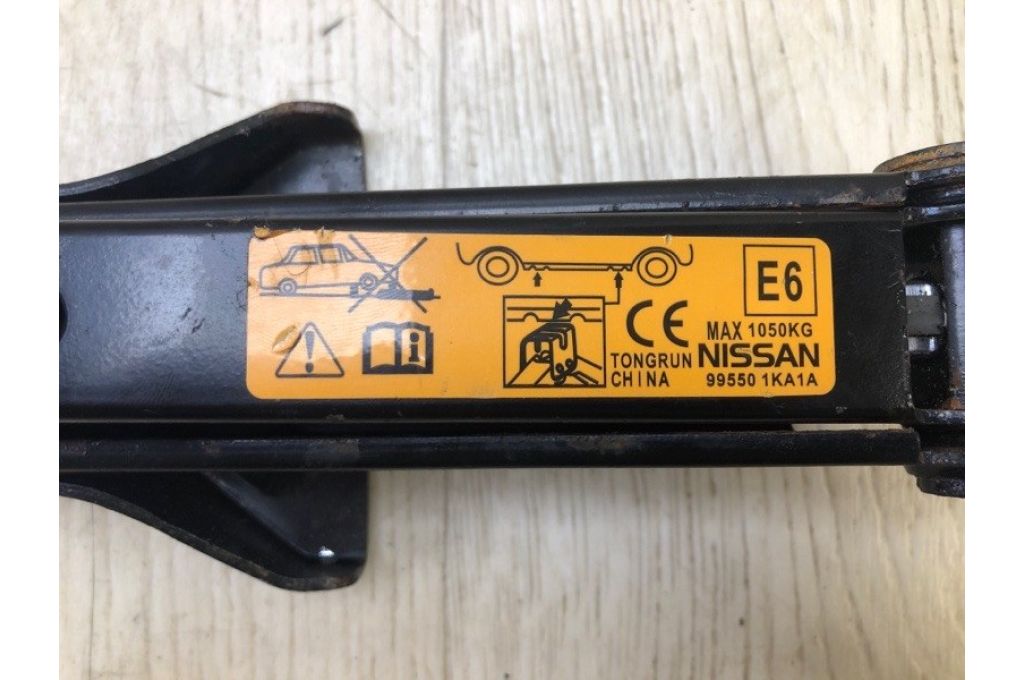 E6
CE
MAX 1050KG
TONGRUN NISSAN
CHINA 99550 1KA1A